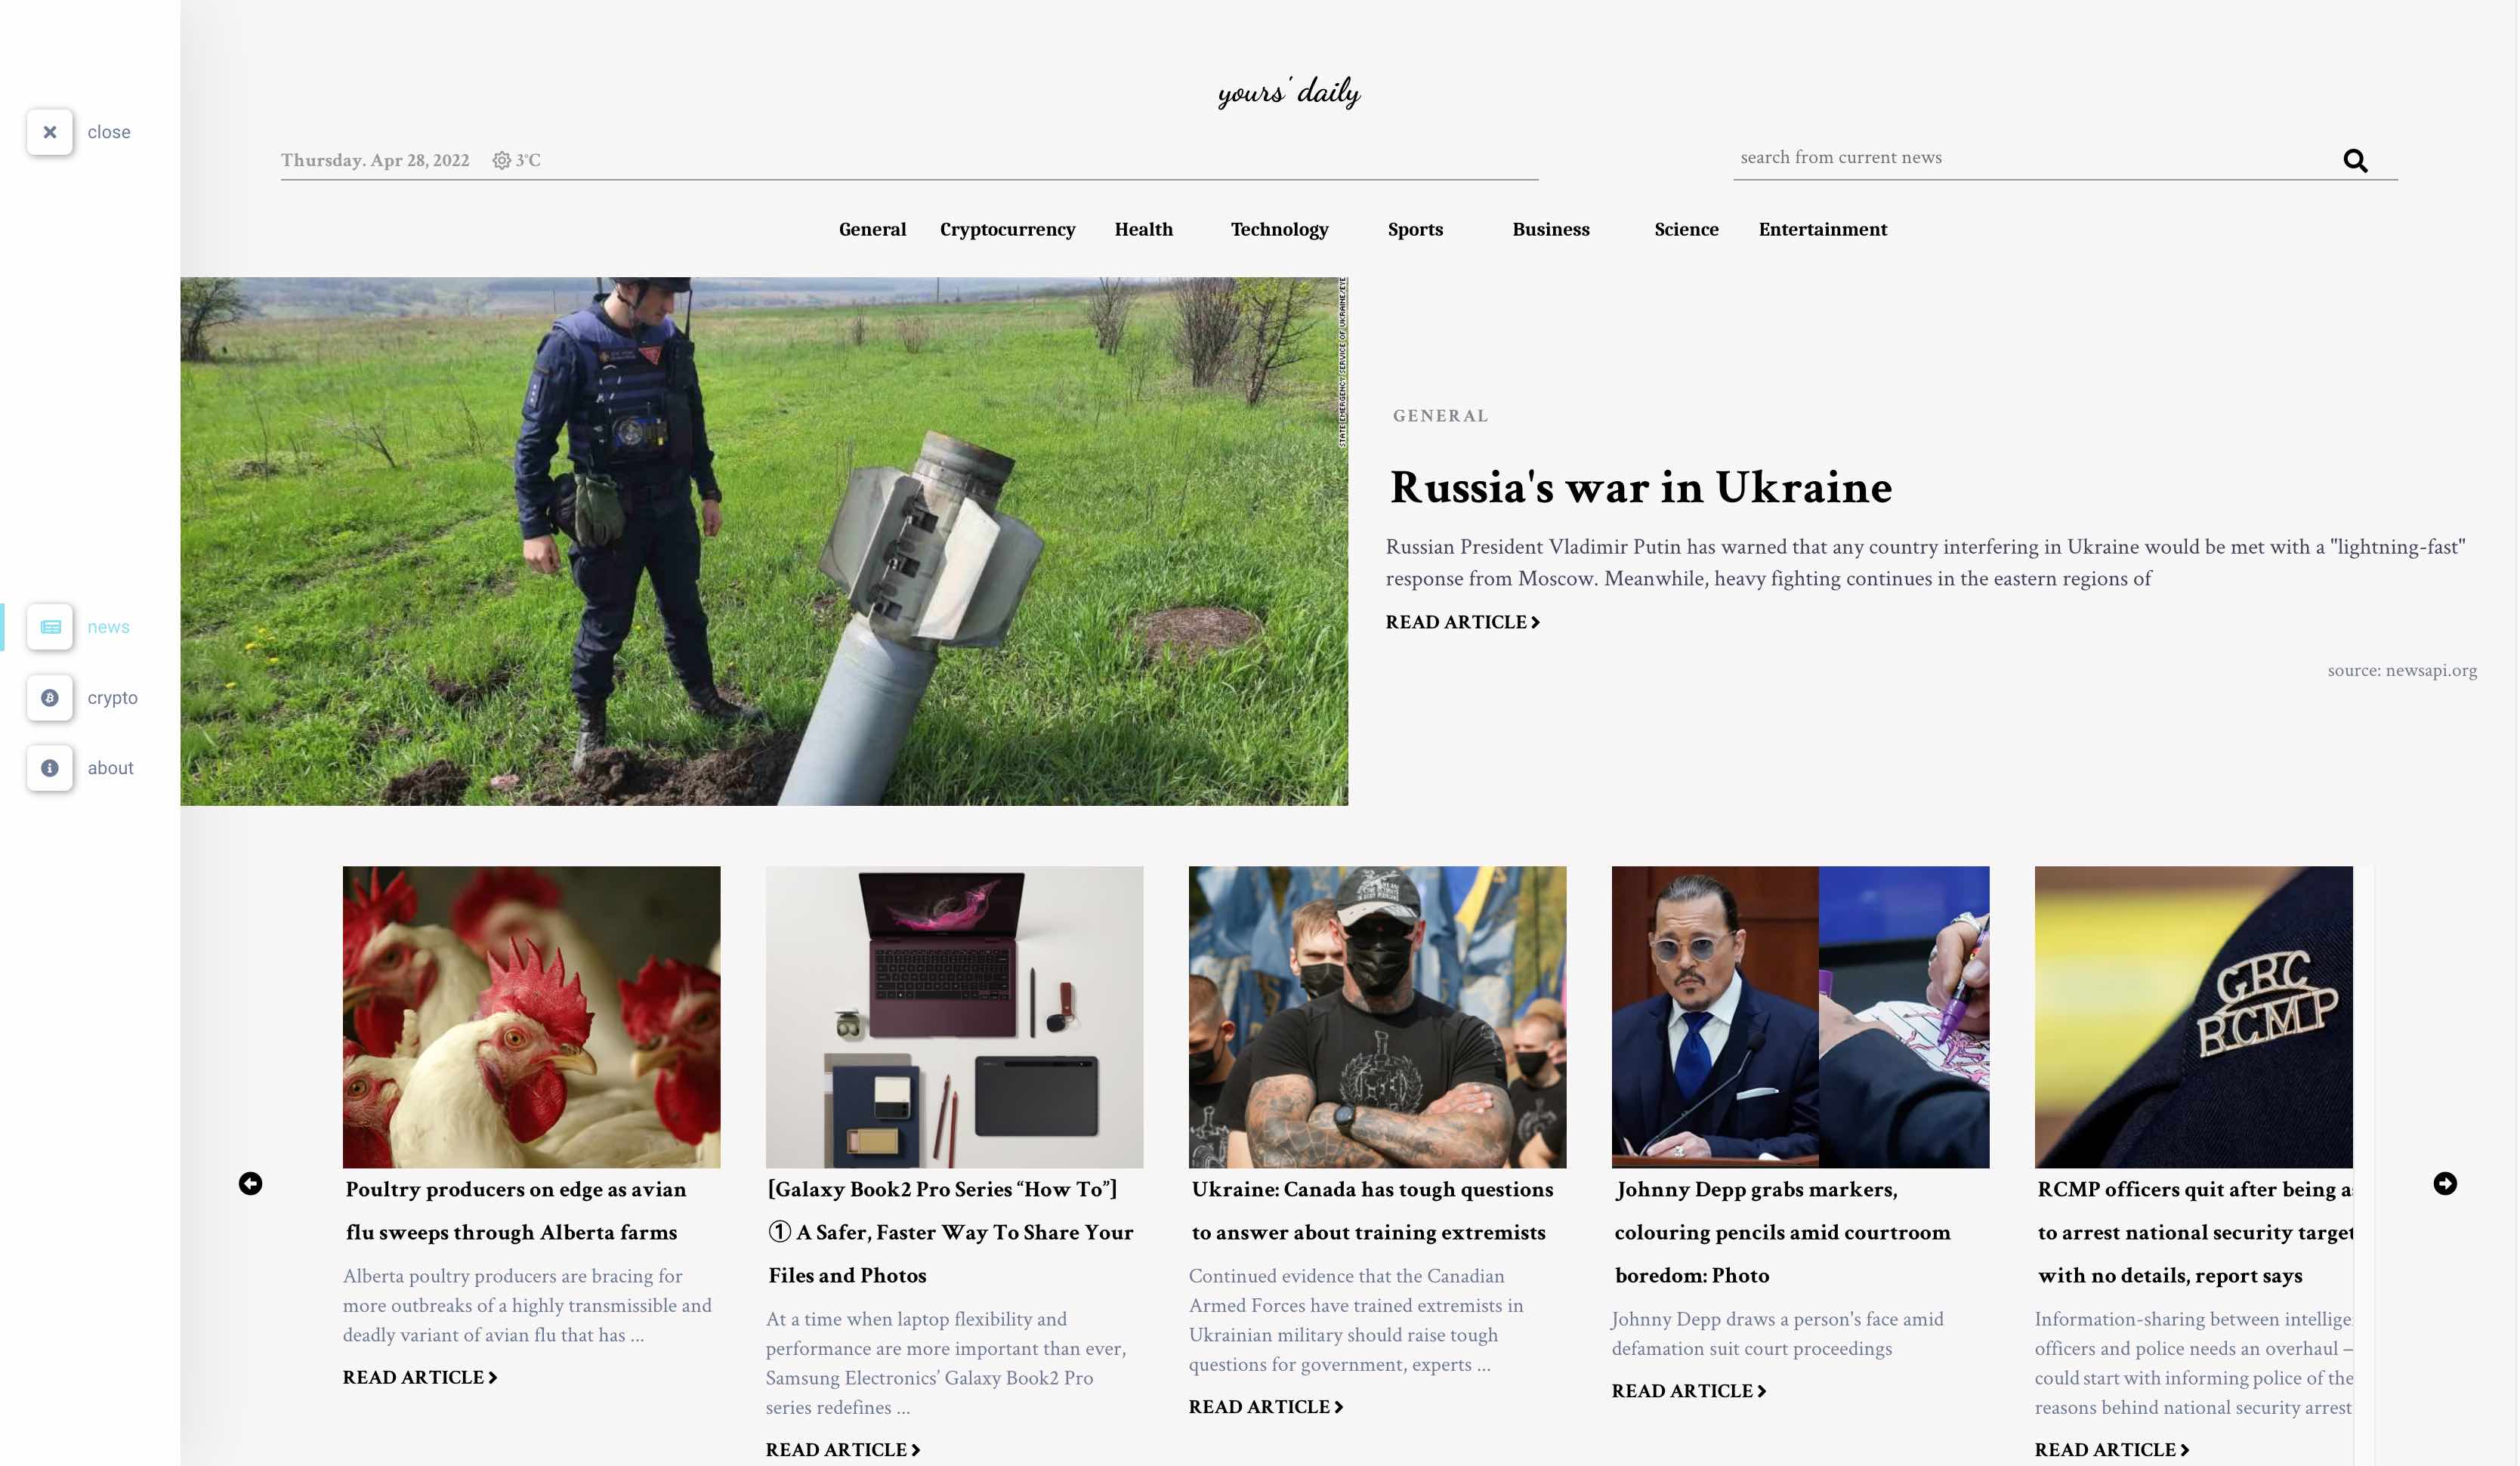 yours' daily
close
Thursday. Apr 28, 2022 3°C
search from current news
General Cryptocurrency Health Technology Sports Business Science Entertainment
STATE EMERGENCY SERVICE OF UKRAINE/EYE
GENERAL
Russia's war in Ukraine
Russian President Vladimir Putin has warned that any country interfering in Ukraine would be met with a "lightning-fast"
response from Moscow. Meanwhile, heavy fighting continues in the eastern regions of
READ ARTICLE
source: newsapi.org
news
crypto
about
GRC
RCMP
Poultry producers on edge as avian
flu sweeps through Alberta farms
Alberta poultry producers are bracing for
more outbreaks of a highly transmissible and
deadly variant of avian flu that has ...
READ ARTICLE
[Galaxy Book2 Pro Series “How To”]
① A Safer, Faster Way To Share Your
Files and Photos
At a time when laptop flexibility and
performance are more important than ever,
Samsung Electronics’ Galaxy Book2 Pro
series redefines ...
READ ARTICLE
Ukraine: Canada has tough questions
to answer about training extremists
Continued evidence that the Canadian
Armed Forces have trained extremists in
Ukrainian military should raise tough
questions for government, experts ...
READ ARTICLE
Johnny Depp grabs markers,
colouring pencils amid courtroom
boredom: Photo
Johnny Depp draws a person's face amid
defamation suit court proceedings
READ ARTICLE
RCMP officers quit after being a
to arrest national security target
with no details, report says
Information-sharing between intellige
officers and police needs an overhaul –
could start with informing police of the
reasons behind national security arrest
READ ARTICLE